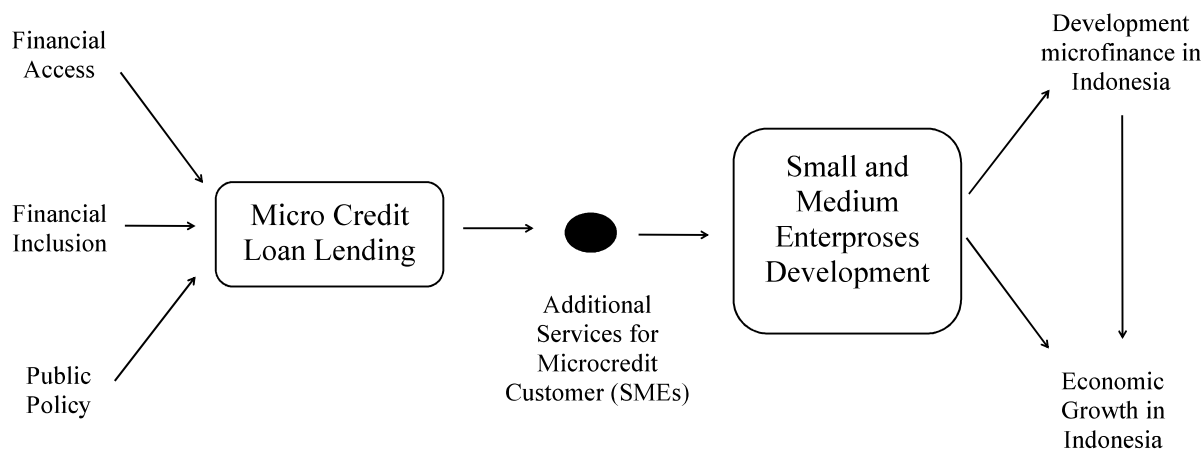 Financial
Access
Financial
Inclusion
Public
Policy
Micro Credit
Loan Lending
Additional
Services for
Microcredit
Customer (SMEs)
Small and
Medium
Enterproses
Development
Development
microfinance in
Indonesia
Economic
Growth in
Indonesia